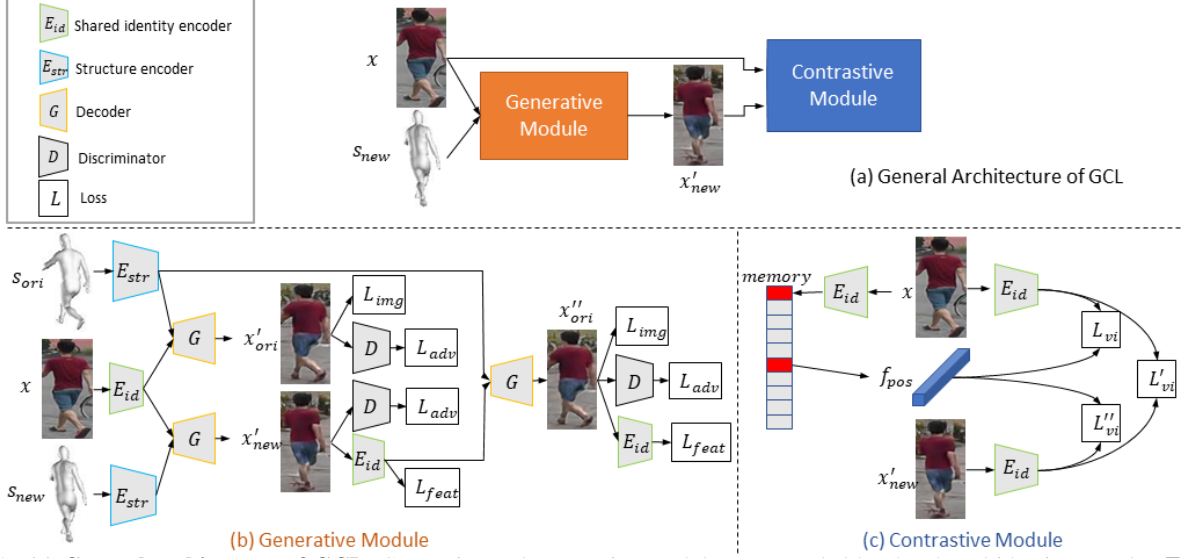 E_id Shared identity encoder
E_str Structure encoder
G Decoder
D Discriminator
L Loss
x
s_new
Generative
Module
x'_new
Contrastive
Module
(a) General Architecture of GCL
s_ori
E_str
x
E_id
s_new
E_str
G
G
x'_ori
x'_new
L_img
D
L_adv
D
L_adv
E_id
L_feat
G
x''_ori
L_img
D
L_adv
E_id
L_feat
(b) Generative Module
memory
E_id
x
E_id
f_pos
L_vi
L'_vi
L''_vi
x'_new
E_id
(c) Contrastive Module